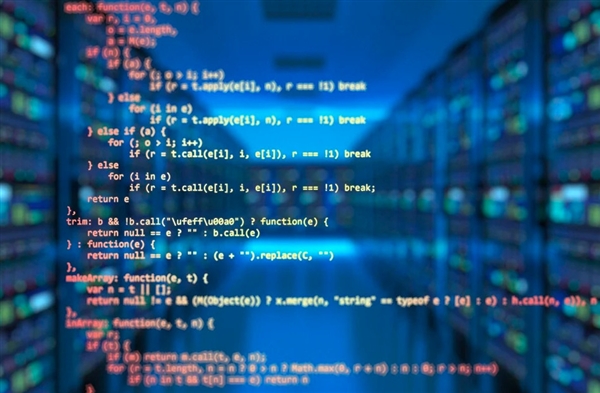 each: function(e, t, n) {
var r, i = 0,
o = e.length,
a = M(e);
if (n) {
if (a) {
for (; o > i; i++)
if (r = t.apply(e[i], n), r === !1) break
} else
for (i in e)
if (r = t.apply(e[i], n), r === !1) break
} else if (a) {
for (; o > i; i++)
if (r = t.call(e[i], i, e[i]), r === !1) break
} else
for (i in e)
if (r = t.call(e[i], i, e[i]), r === !1) break;
return e
},
trim: b && !b.call("\ufeff\u00a0") ? function(e) {
return null == e ? "" : b.call(e)
} : function(e) {
return null == e ? "" : (e + "").replace(C, "")
},
makeArray: function(e, t) {
var n = t || [];
return null != e && (M(Object(e)) ? x.merge(n, "string" == typeof e ? [e] : e) : h.call(n, e)), n
},
inArray: function(e, t, n) {
var r;
if (t) {
if (m) return m.call(t, e, n);
for (r = t.length, n = n ? 0 > n ? Math.max(0, r + n) : n : 0; r > n; n++)
if (n in t && t[n] === e) return n
}